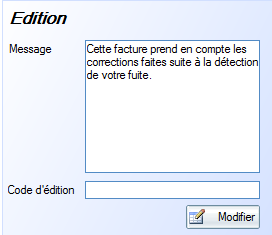 Edition
Message
Cette facture prend en compte les
corrections faites suite à la détection
de votre fuite.
Code d'édition
Modifier